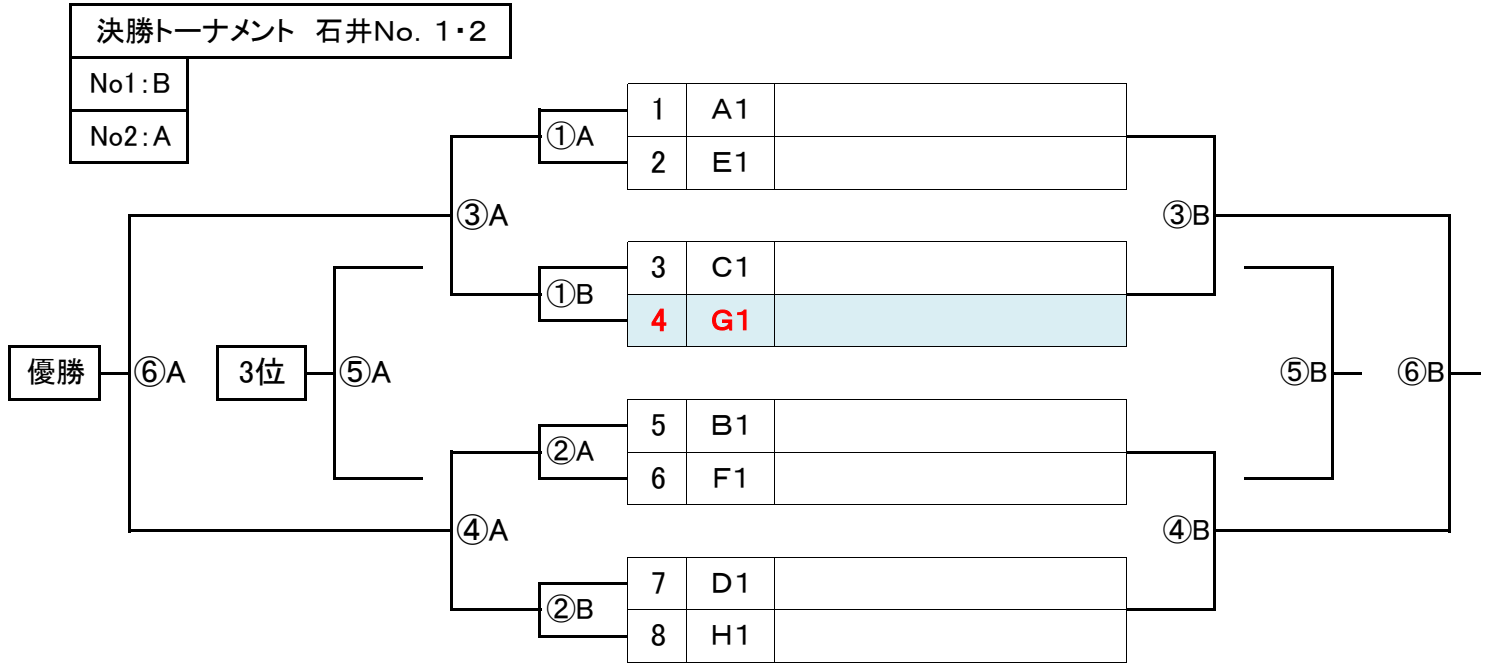 決勝トーナメント 石井No．1・2
No1：B
No2：A
1 A1
①A
2 E1
③A ③B
3 C1
①B
4 G1
優勝 ⑥A 3位 ⑤A ⑤B ⑥B
5 B1
②A
6 F1
④A ④B
7 D1
②B
8 H1